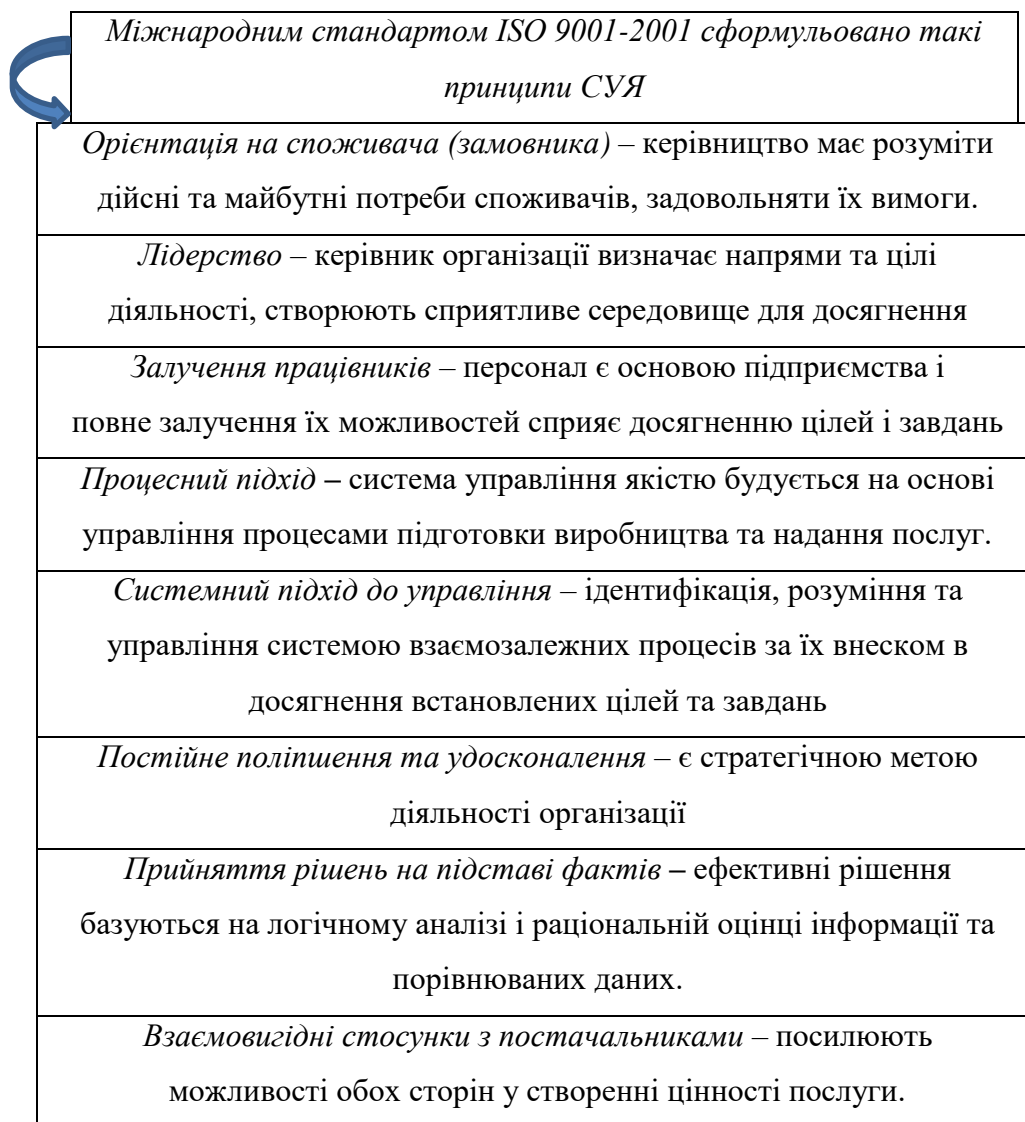 Міжнародним стандартом ISO 9001-2001 сформульовано такі
принципи СУЯ
Орієнтація на споживача (замовника) – керівництво має розуміти
дійсні та майбутні потреби споживачів, задовольняти їх вимоги.
Лідерство – керівник організації визначає напрями та цілі
діяльності, створюють сприятливе середовище для досягнення
Залучення працівників – персонал є основою підприємства і
повне залучення їх можливостей сприяє досягненню цілей і завдань
Процесний підхід – система управління якістю будується на основі
управління процесами підготовки виробництва та надання послуг.
Системний підхід до управління – ідентифікація, розуміння та
управління системою взаємозалежних процесів за їх внеском в
досягнення встановлених цілей та завдань
Постійне поліпшення та удосконалення – є стратегічною метою
діяльності організації
Прийняття рішень на підставі фактів – ефективні рішення
базуються на логічному аналізі і раціональній оцінці інформації та
порівнюваних даних.
Взаємовигідні стосунки з постачальниками – посилюють
можливості обох сторін у створенні цінності послуги.